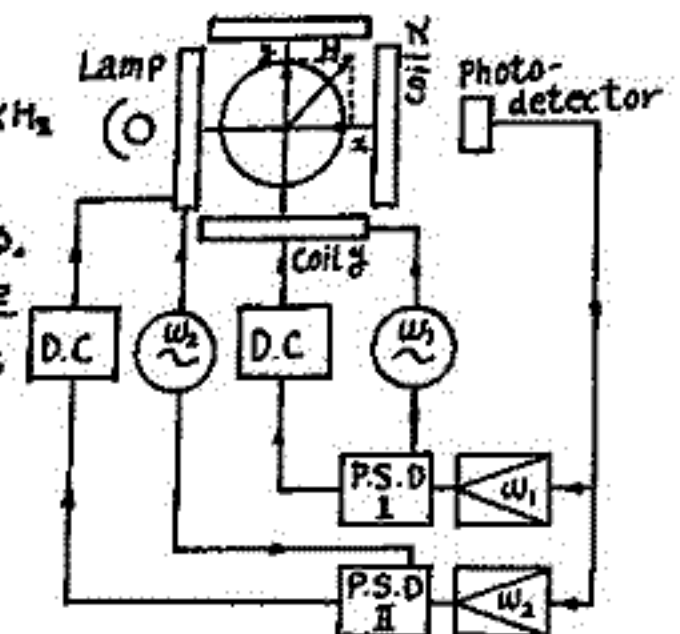 Lamp
H
Coil x
Photo-
detector
x
Coil y
D.C
ω₂
D.C
ω₁
P.S.D
I
ω₁
P.S.D
II
ω₂